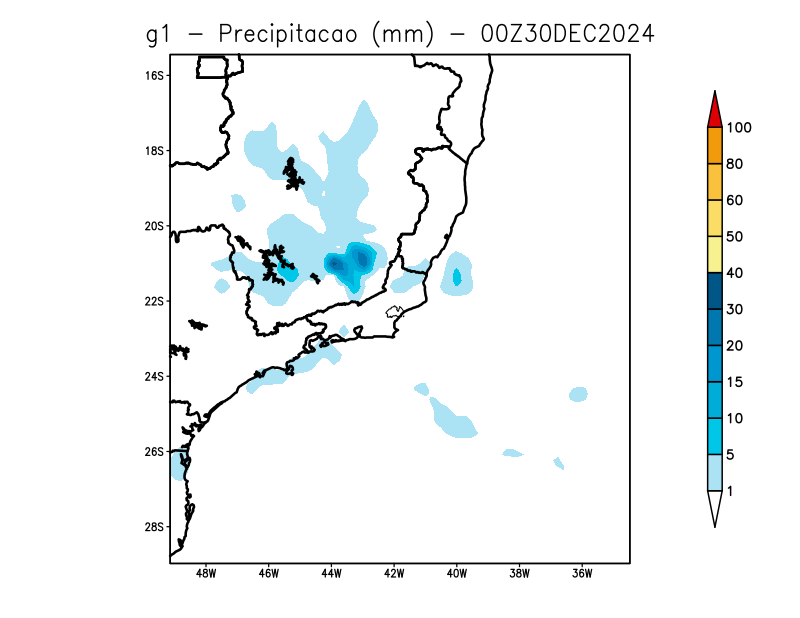 g1 – Precipitacao (mm) – 00Z30DEC2024
16S
18S
20S
22S
24S
26S
28S
48W 46W 44W 42W 40W 38W 36W
100
80
60
50
40
30
20
15
10
5
1